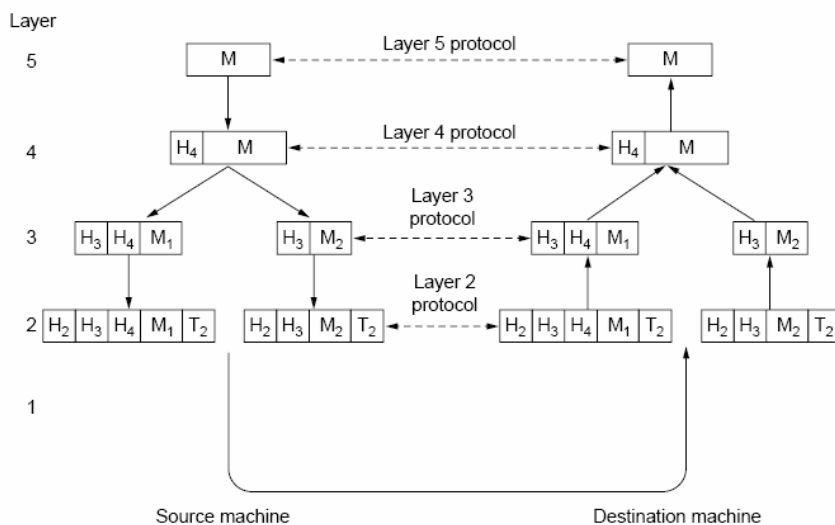 Layer
5
M
Layer 5 protocol
M
4
H₄ M
Layer 4 protocol
H₄ M
3
H₃ H₄ M₁
H₃ M₂
Layer 3
protocol
H₃ H₄ M₁
H₃ M₂
2
H₂ H₃ H₄ M₁ T₂
H₂ H₃ M₂ T₂
Layer 2
protocol
H₂ H₃ H₄ M₁ T₂
H₂ H₃ M₂ T₂
1
Source machine
Destination machine